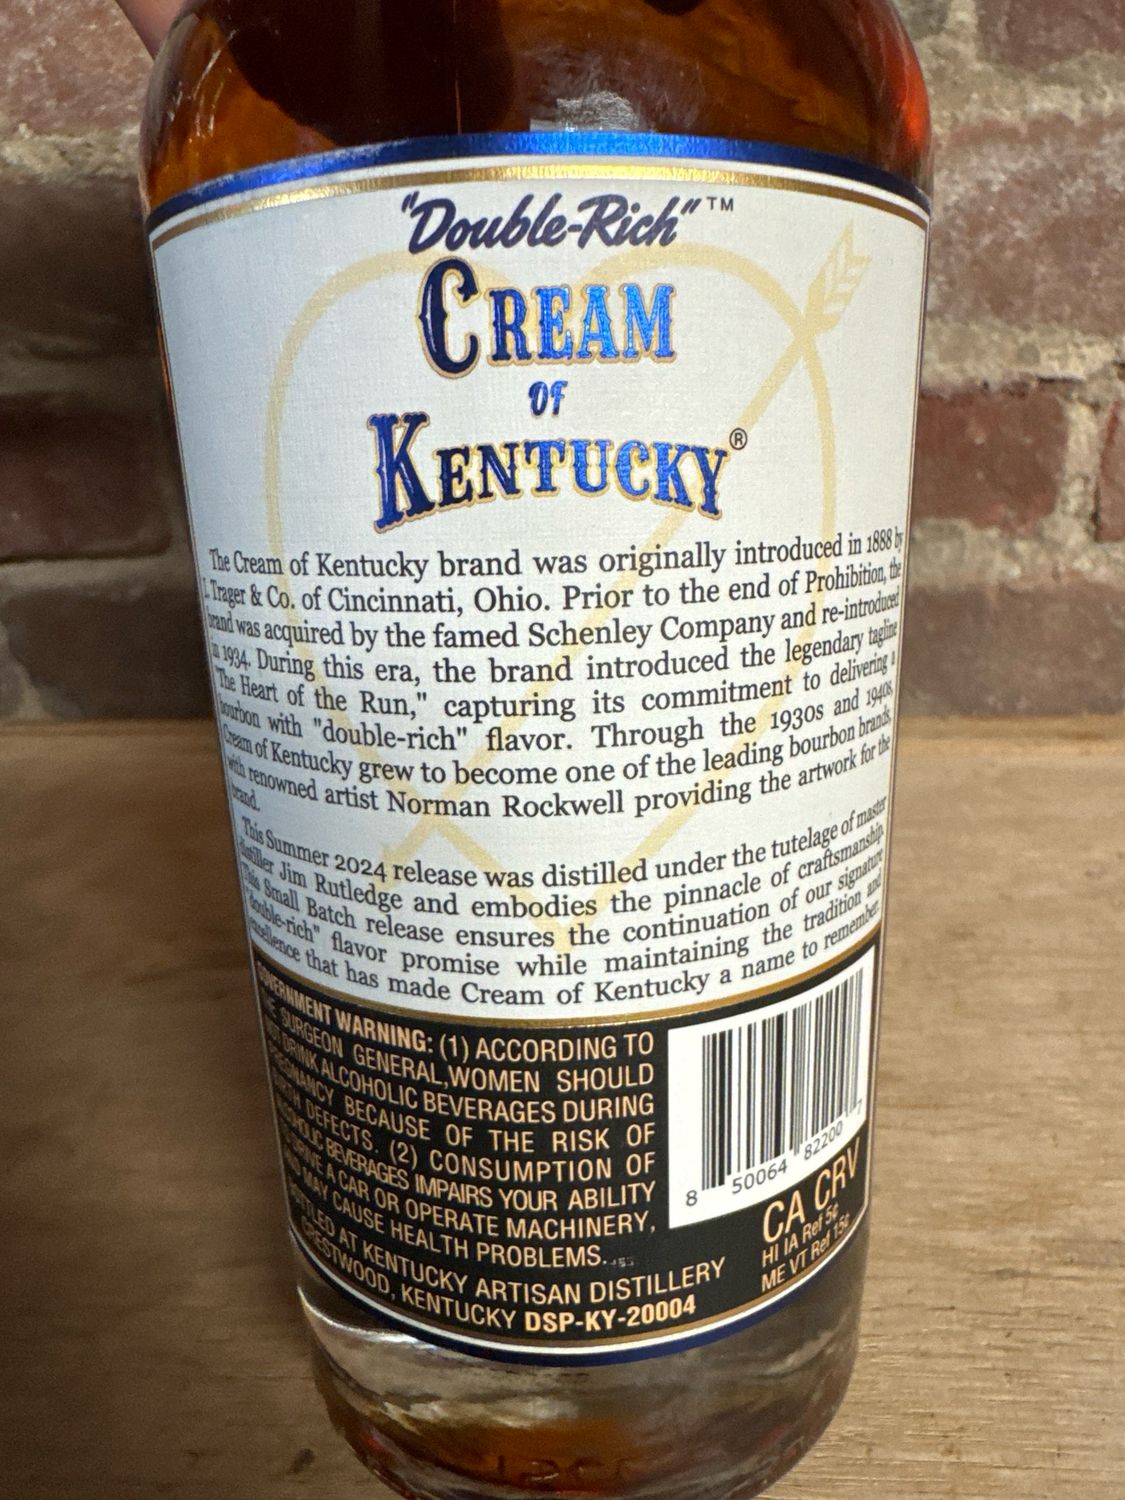 "Double-Rich"™
CREAM
OF
KENTUCKY®
The Cream of Kentucky brand was originally introduced in 1888 by
I. Trager & Co. of Cincinnati, Ohio. Prior to the end of Prohibition, the
brand was acquired by the famed Schenley Company and re-introduced
in 1934. During this era, the brand introduced the legendary tagline
"The Heart of the Run," capturing its commitment to delivering a
bourbon with "double-rich" flavor. Through the 1930s and 1940s,
Cream of Kentucky grew to become one of the leading bourbon brands,
with renowned artist Norman Rockwell providing the artwork for the
brand.
This Summer 2024 release was distilled under the tutelage of master
distiller Jim Rutledge and embodies the pinnacle of craftsmanship.
This Small Batch release ensures the continuation of our signature
"double-rich" flavor promise while maintaining the tradition and
excellence that has made Cream of Kentucky a name to remember.
GOVERNMENT WARNING: (1) ACCORDING TO
THE SURGEON GENERAL, WOMEN SHOULD
NOT DRINK ALCOHOLIC BEVERAGES DURING
PREGNANCY BECAUSE OF THE RISK OF
BIRTH DEFECTS. (2) CONSUMPTION OF
ALCOHOLIC BEVERAGES IMPAIRS YOUR ABILITY
TO DRIVE A CAR OR OPERATE MACHINERY,
AND MAY CAUSE HEALTH PROBLEMS.
BOTTLED AT KENTUCKY ARTISAN DISTILLERY
CRESTWOOD, KENTUCKY DSP-KY-20004
8 50064 82200 7
CA CRV
HI IA Ref 5¢
ME VT Ref 15¢